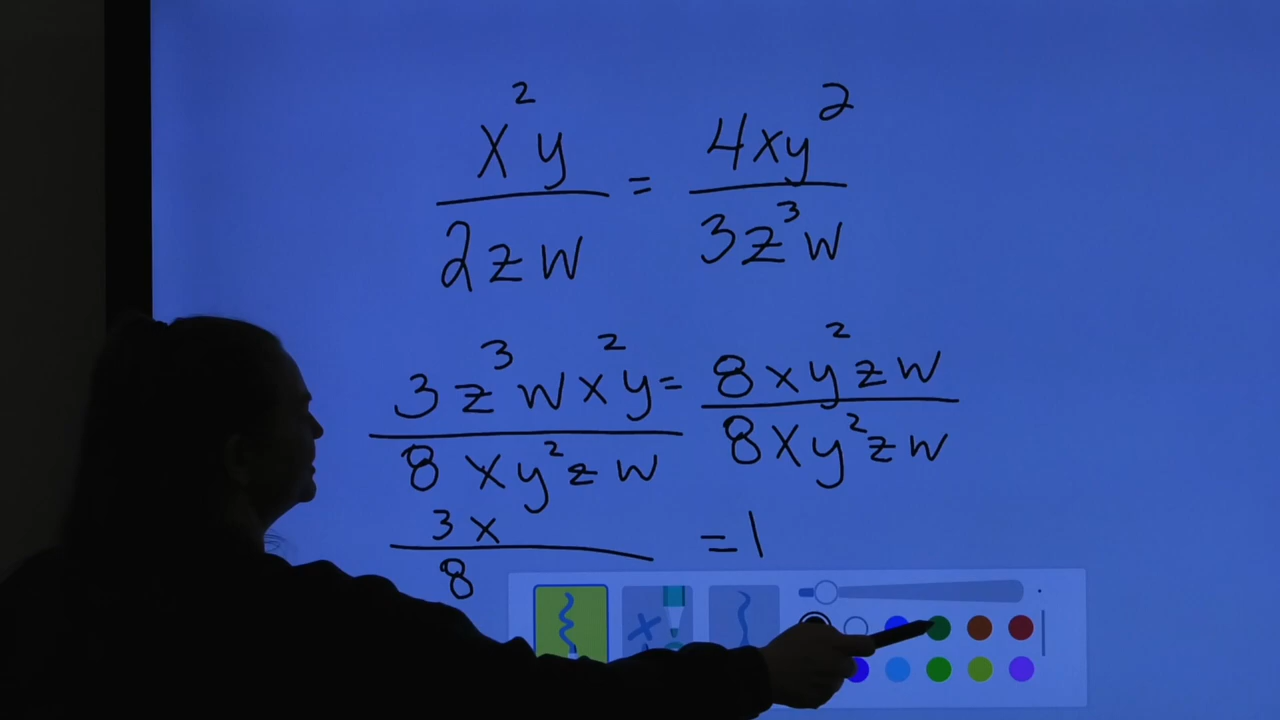 x²y / 2zw = 4xy² / 3z³w
3z³wx²y / 8xy²zw = 8xy²zw / 8xy²zw
3x / 8 = 1